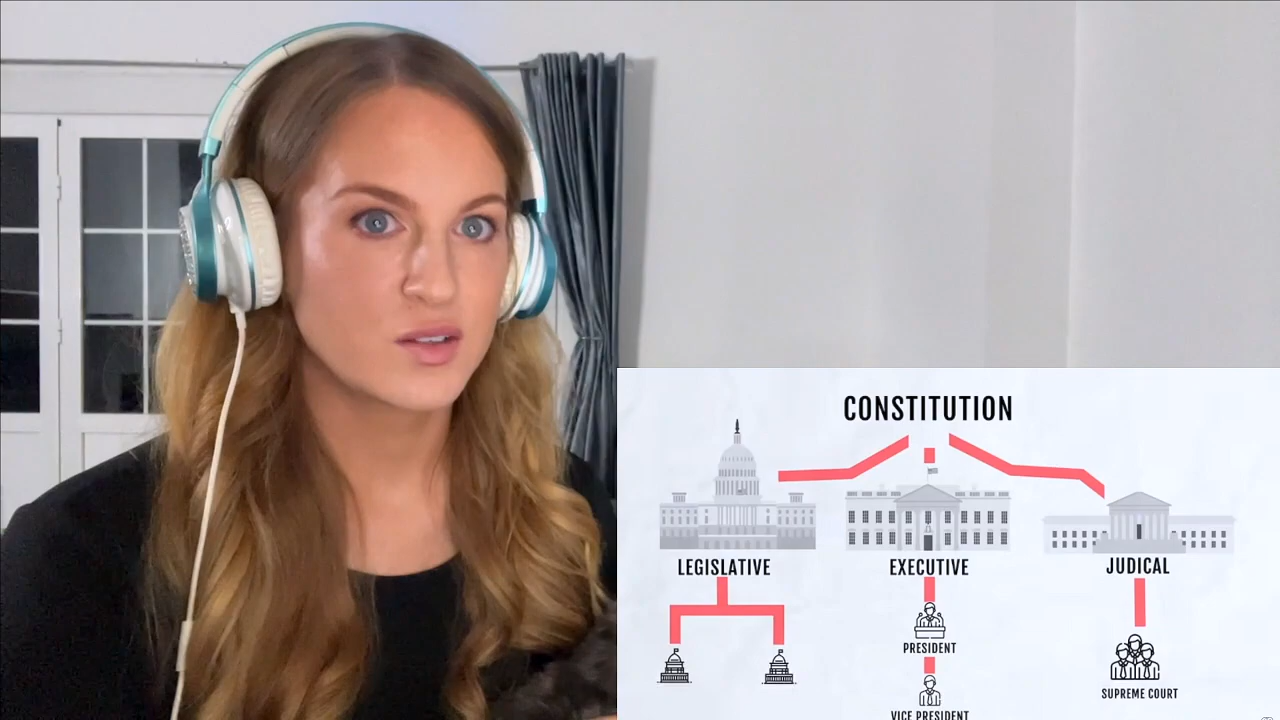 CONSTITUTION
LEGISLATIVE
EXECUTIVE
JUDICAL
PRESIDENT
SUPREME COURT
VICE PRESIDENT